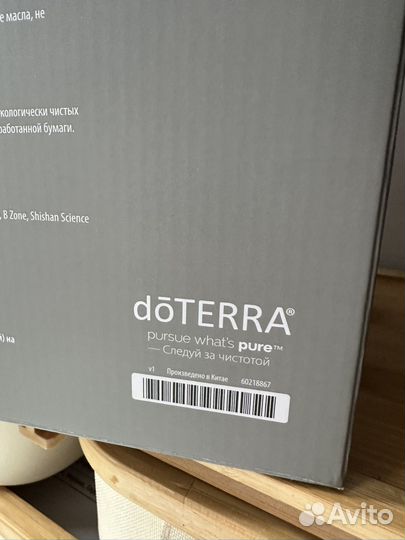 е масла, не
экологически чистых
работанной бумаги.
, B Zone, Shishan Science
) на
dōTERRA®
pursue what's pure™
— Следуй за чистотой
v1 Произведено в Китае 60218867
Avito